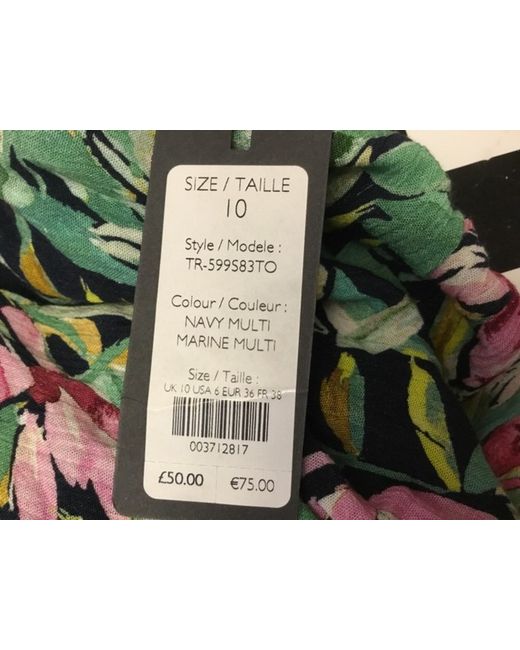 SIZE / TAILLE
10
Style / Modele :
TR-599S83TO
Colour / Couleur :
NAVY MULTI
MARINE MULTI
Size / Taille :
UK 10 USA 6 EUR 36 FR 38
003712817
£50.00 €75.00